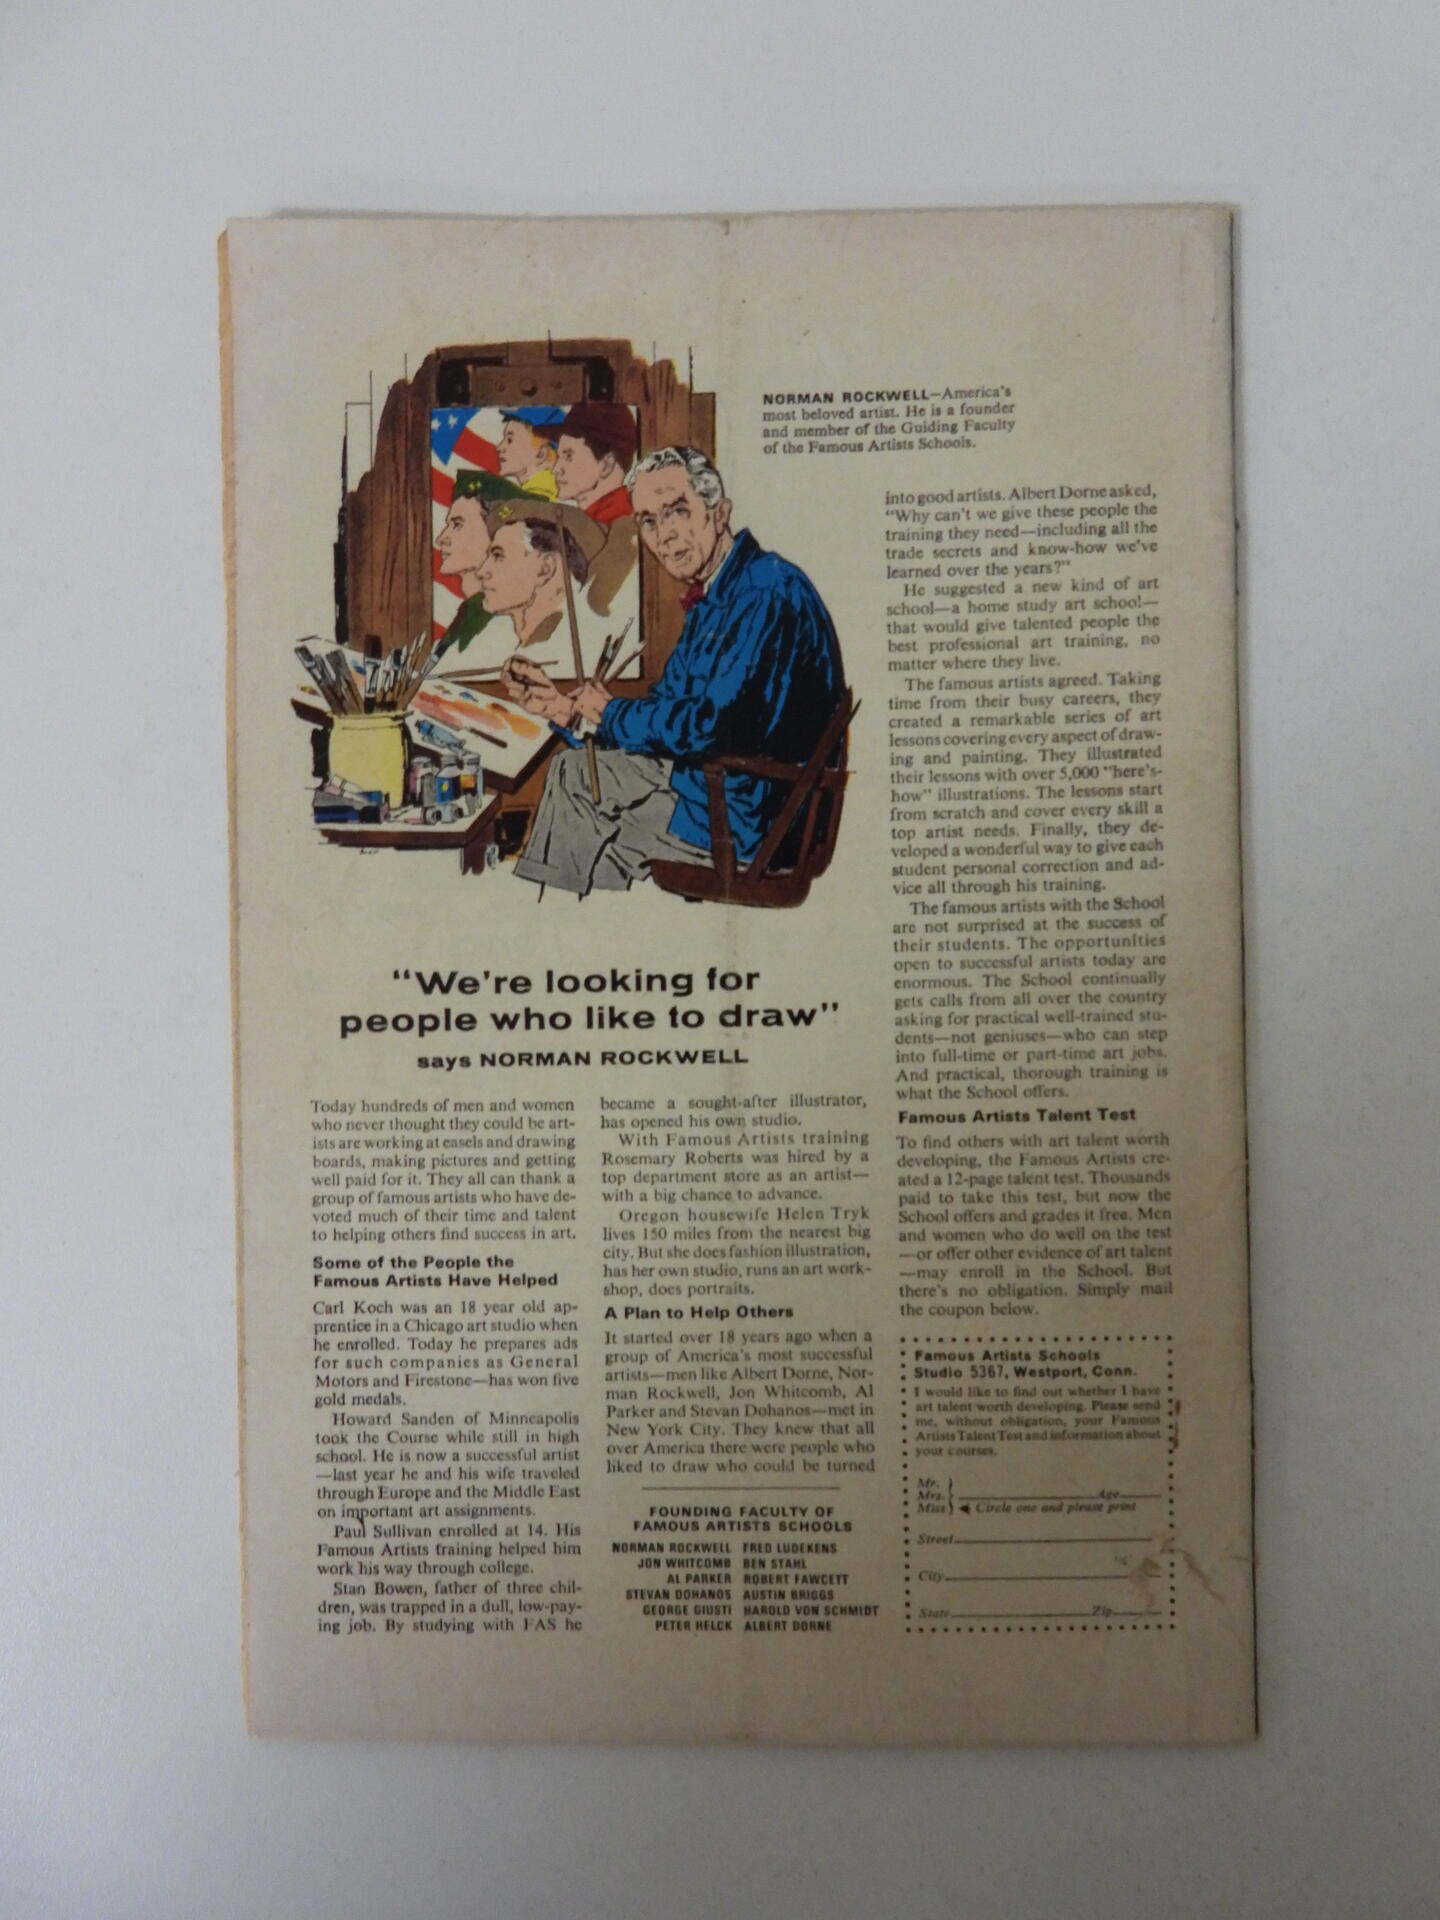 NORMAN ROCKWELL—America's
most beloved artist. He is a founder
and member of the Guiding Faculty
of the Famous Artists Schools.
"We're looking for
people who like to draw"
says NORMAN ROCKWELL
Today hundreds of men and women
who never thought they could be art-
ists are working at easels and drawing
boards, making pictures and getting
well paid for it. They all can thank a
group of famous artists who have de-
voted much of their time and talent
to helping others find success in art.
Some of the People the
Famous Artists Have Helped
Carl Koch was an 18 year old ap-
prentice in a Chicago art studio when
he enrolled. Today he prepares ads
for such companies as General
Motors and Firestone—has won five
gold medals.
Howard Sanden of Minneapolis
took the Course while still in high
school. He is now a successful artist
—last year he and his wife traveled
through Europe and the Middle East
on important art assignments.
Paul Sullivan enrolled at 14. His
Famous Artists training helped him
work his way through college.
Stan Bowen, father of three chil-
dren, was trapped in a dull, low-pay-
ing job. By studying with FAS he
became a sought-after illustrator,
has opened his own studio.
With Famous Artists training
Rosemary Roberts was hired by a
top department store as an artist—
with a big chance to advance.
Oregon housewife Helen Tryk
lives 150 miles from the nearest big
city. But she does fashion illustration,
has her own studio, runs an art work-
shop, does portraits.
A Plan to Help Others
It started over 18 years ago when a
group of America's most successful
artists—men like Albert Dorne, Nor-
man Rockwell, Jon Whitcomb, Al
Parker and Stevan Dohanos—met in
New York City. They knew that all
over America there were people who
liked to draw who could be turned
FOUNDING FACULTY OF
FAMOUS ARTISTS SCHOOLS
NORMAN ROCKWELL FRED LUDEKENS
JON WHITCOMB BEN STAHL
AL PARKER ROBERT FAWCETT
STEVAN DOHANOS AUSTIN BRIGGS
GEORGE GIUSTI HAROLD VON SCHMIDT
PETER HELCK ALBERT DORNE
into good artists. Albert Dorne asked,
"Why can't we give these people the
training they need—including all the
trade secrets and know-how we've
learned over the years?"
He suggested a new kind of art
school—a home study art school—
that would give talented people the
best professional art training, no
matter where they live.
The famous artists agreed. Taking
time from their busy careers, they
created a remarkable series of art
lessons covering every aspect of draw-
ing and painting. They illustrated
their lessons with over 5,000 "here's-
how" illustrations. The lessons start
from scratch and cover every skill a
top artist needs. Finally, they de-
veloped a wonderful way to give each
student personal correction and ad-
vice all through his training.
The famous artists with the School
are not surprised at the success of
their students. The opportunities
open to successful artists today are
enormous. The School continually
gets calls from all over the country
asking for practical well-trained stu-
dents—not geniuses—who can step
into full-time or part-time art jobs.
And practical, thorough training is
what the School offers.
Famous Artists Talent Test
To find others with art talent worth
developing, the Famous Artists cre-
ated a 12-page talent test. Thousands
paid to take this test, but now the
School offers and grades it free. Men
and women who do well on the test
—or offer other evidence of art talent
—may enroll in the School. But
there's no obligation. Simply mail
the coupon below.
Famous Artists Schools
Studio 5367, Westport, Conn.
I would like to find out whether I have
art talent worth developing. Please send
me, without obligation, your Famous
Artists Talent Test and information about
your courses.
Mr.
Mrs. Age
Miss Circle one and please print
Street
City
State Zip